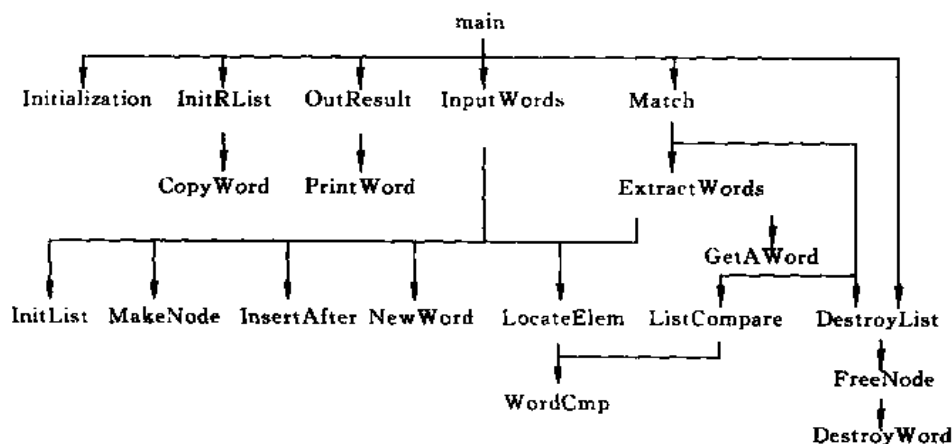 main
Initialization InitRList OutResult InputWords Match
CopyWord PrintWord ExtractWords
GetAWord
InitList MakeNode InsertAfter NewWord LocateElem ListCompare DestroyList
FreeNode
WordCmp
DestroyWord